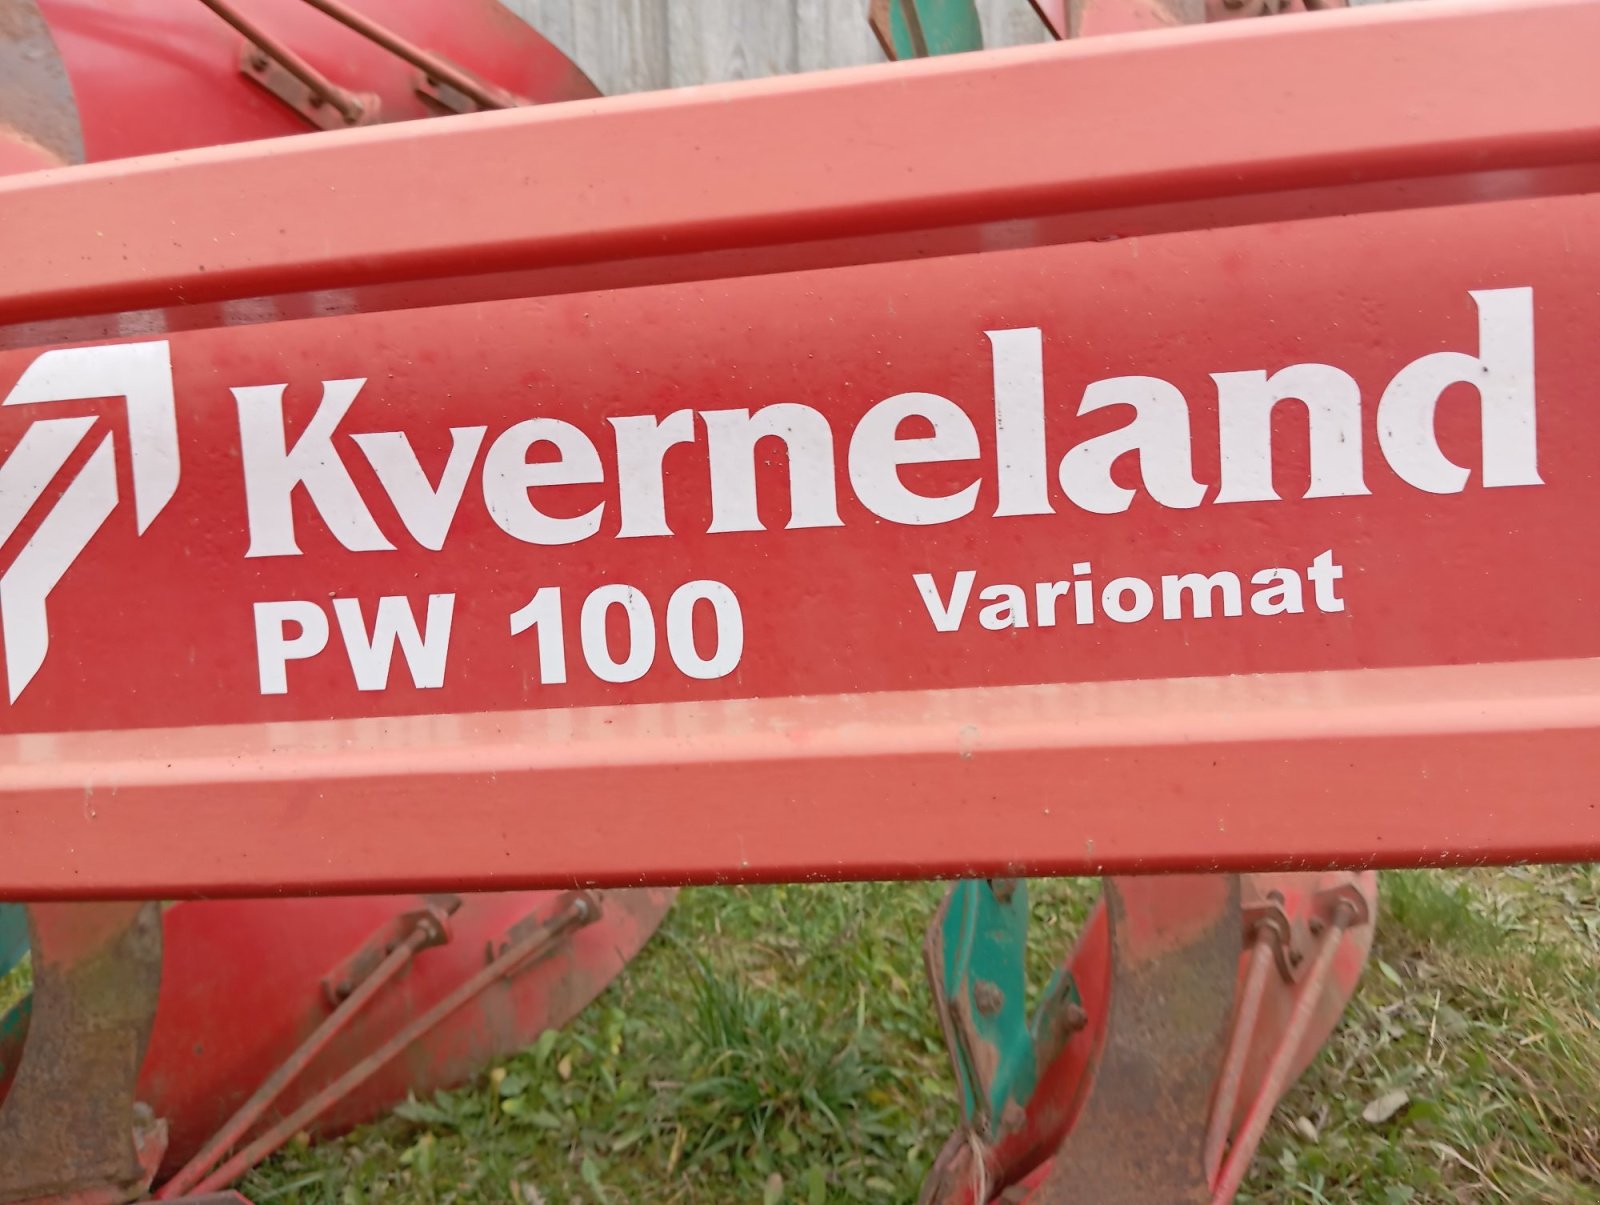 Kverneland
PW 100 Variomat